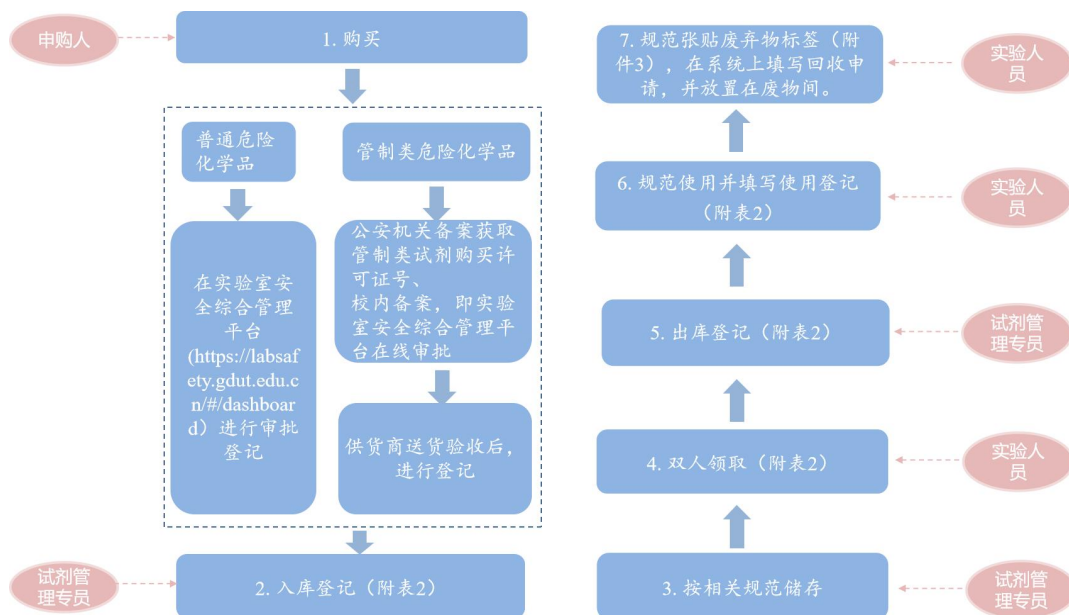 申购人
1. 购买
普通危险
化学品
管制类危险化学品
在实验室安
全综合管理
平台
(https://labsaf
ety.gdut.edu.c
n/#/dashboar
d）进行审批
登记
公安机关备案获取
管制类试剂购买许
可证号、
校内备案，即实验
室安全综合管理平
台在线审批
供货商送货验收后，
进行登记
试剂管
理专员
2. 入库登记（附表2）
7. 规范张贴废弃物标签（附
件3），在系统上填写回收申
请，并放置在废物间。
实验人
员
6. 规范使用并填写使用登记
（附表2）
实验人
员
5. 出库登记（附表2）
试剂管
理专员
4. 双人领取（附表2）
实验人
员
3. 按相关规范储存
试剂管
理专员